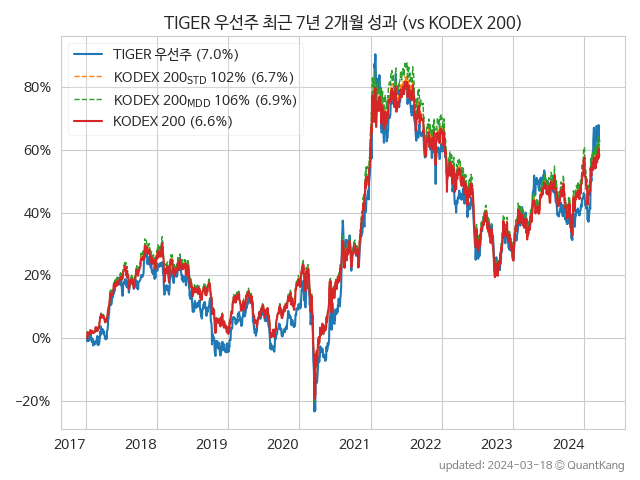 TIGER 우선주 최근 7년 2개월 성과 (vs KODEX 200)
TIGER 우선주 (7.0%)
KODEX 200STD 102% (6.7%)
KODEX 200MDD 106% (6.9%)
KODEX 200 (6.6%)
80%
60%
40%
20%
0%
−20%
2017 2018 2019 2020 2021 2022 2023 2024
updated: 2024-03-18 © QuantKang